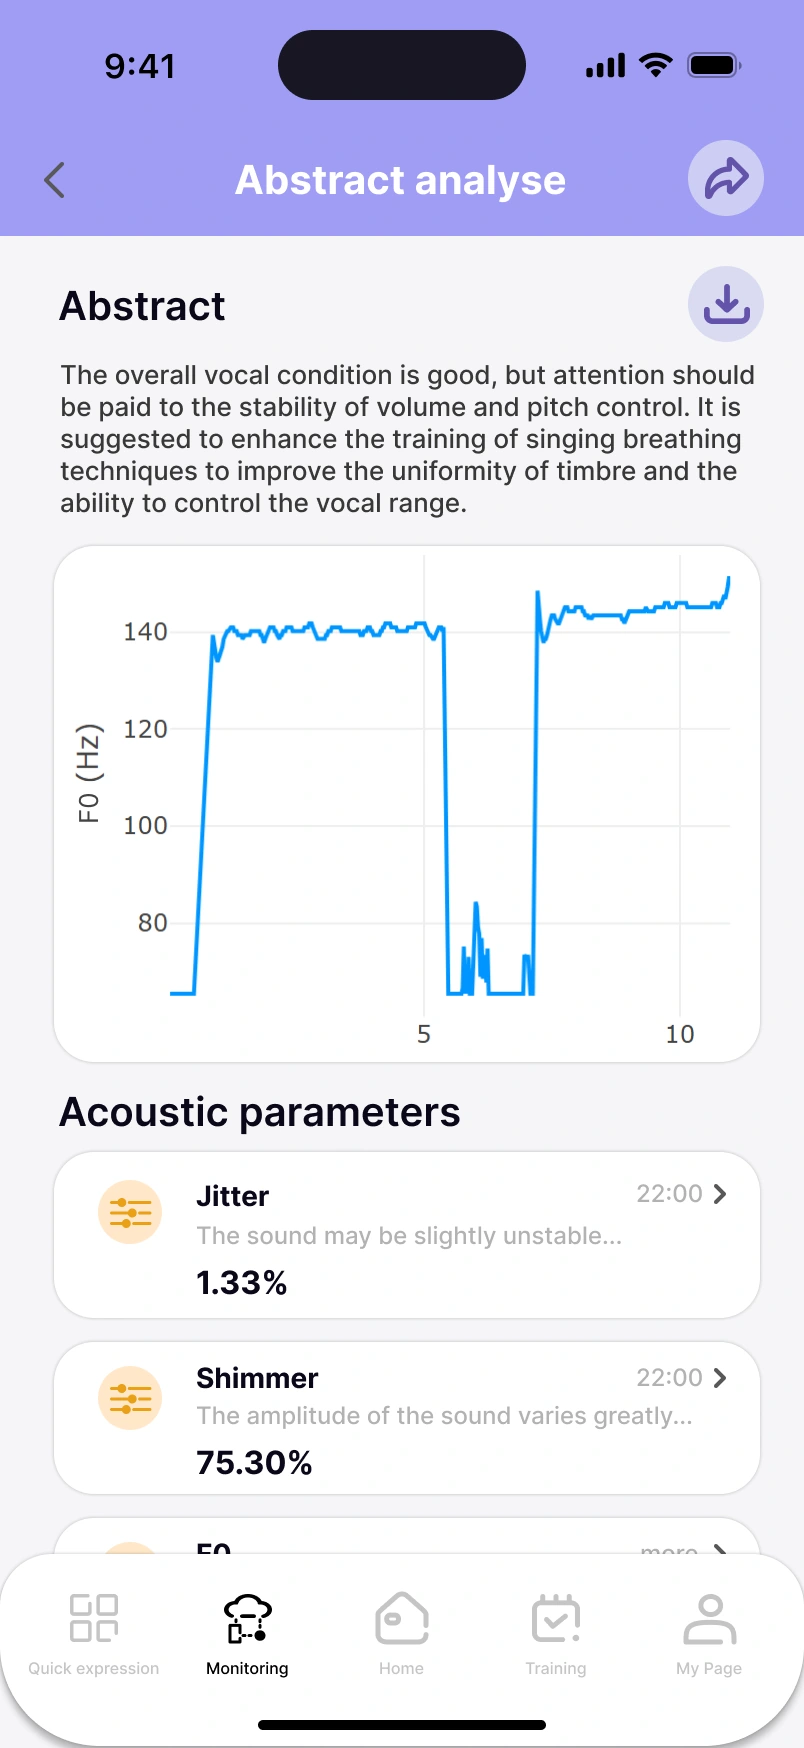 9:41
Abstract analyse
Abstract
The overall vocal condition is good, but attention should
be paid to the stability of volume and pitch control. It is
suggested to enhance the training of singing breathing
techniques to improve the uniformity of timbre and the
ability to control the vocal range.
140
120
100
80
F0 (Hz)
5
10
Acoustic parameters
Jitter
22:00
The sound may be slightly unstable...
1.33%
Shimmer
22:00
The amplitude of the sound varies greatly...
75.30%
F0
more
Quick expression
Monitoring
Home
Training
My Page